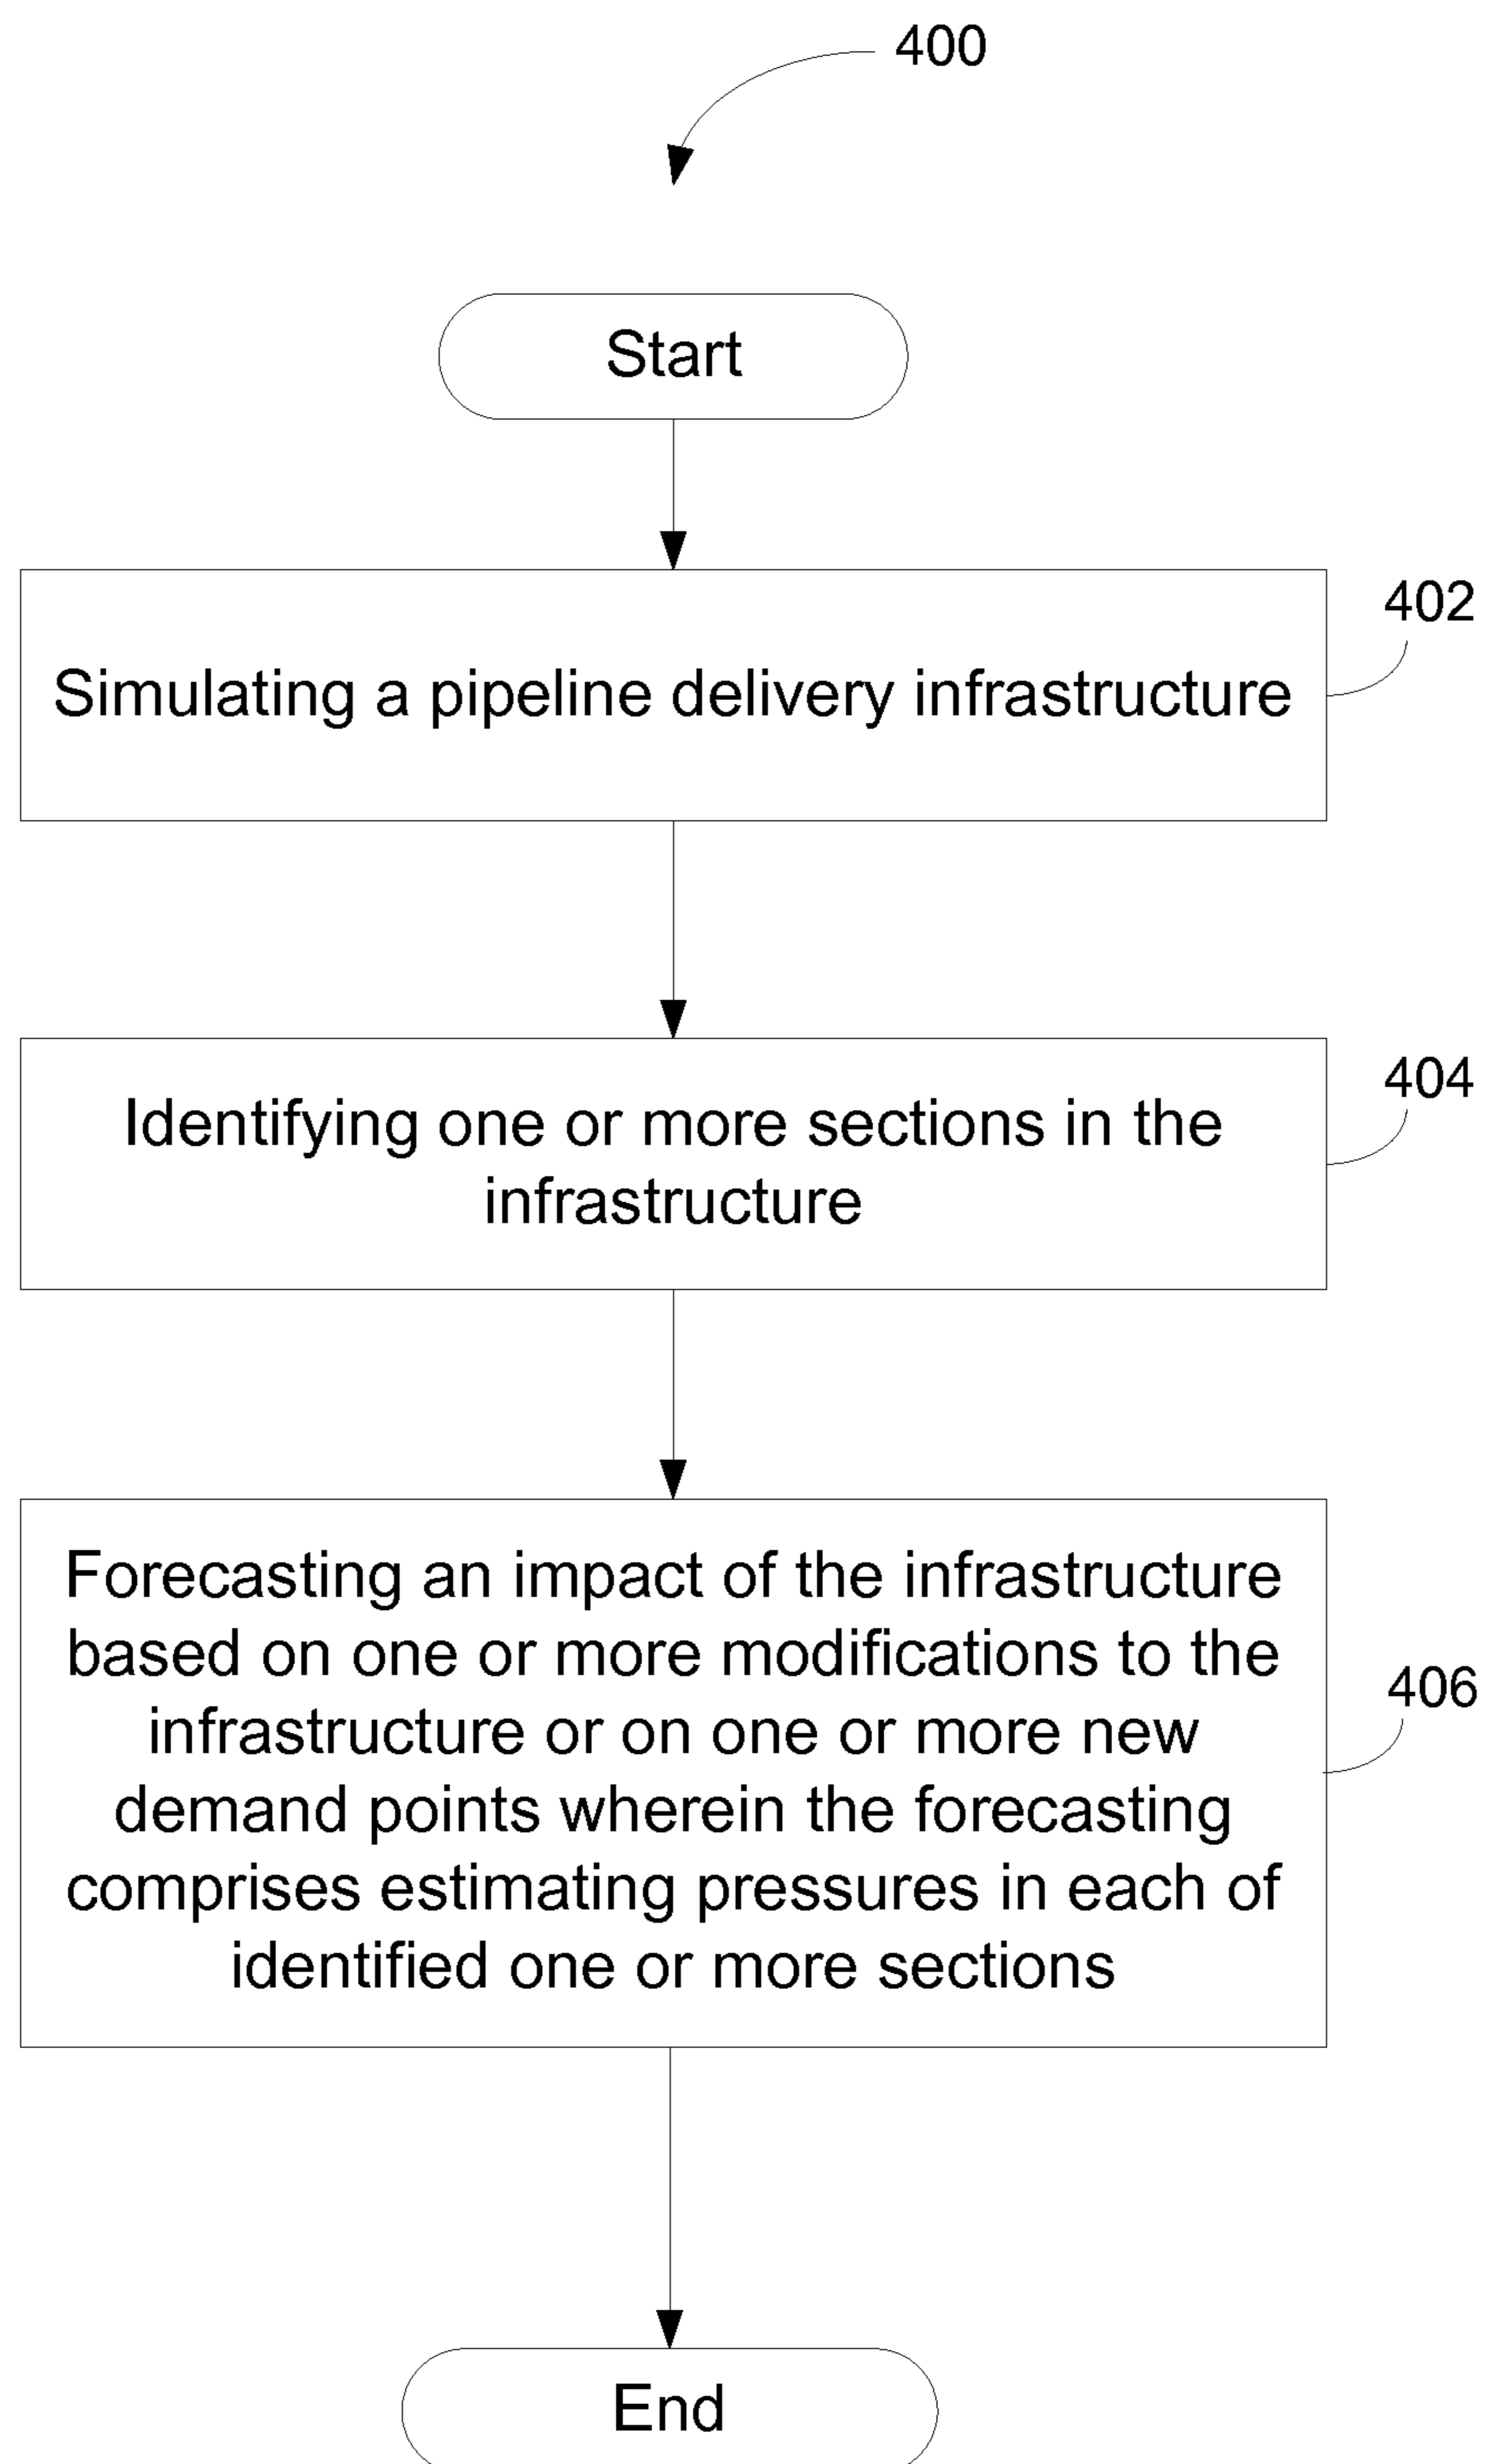 400
Start
402
Simulating a pipeline delivery infrastructure
404
Identifying one or more sections in the
infrastructure
Forecasting an impact of the infrastructure
based on one or more modifications to the
infrastructure or on one or more new
demand points wherein the forecasting
comprises estimating pressures in each of
identified one or more sections
406
End